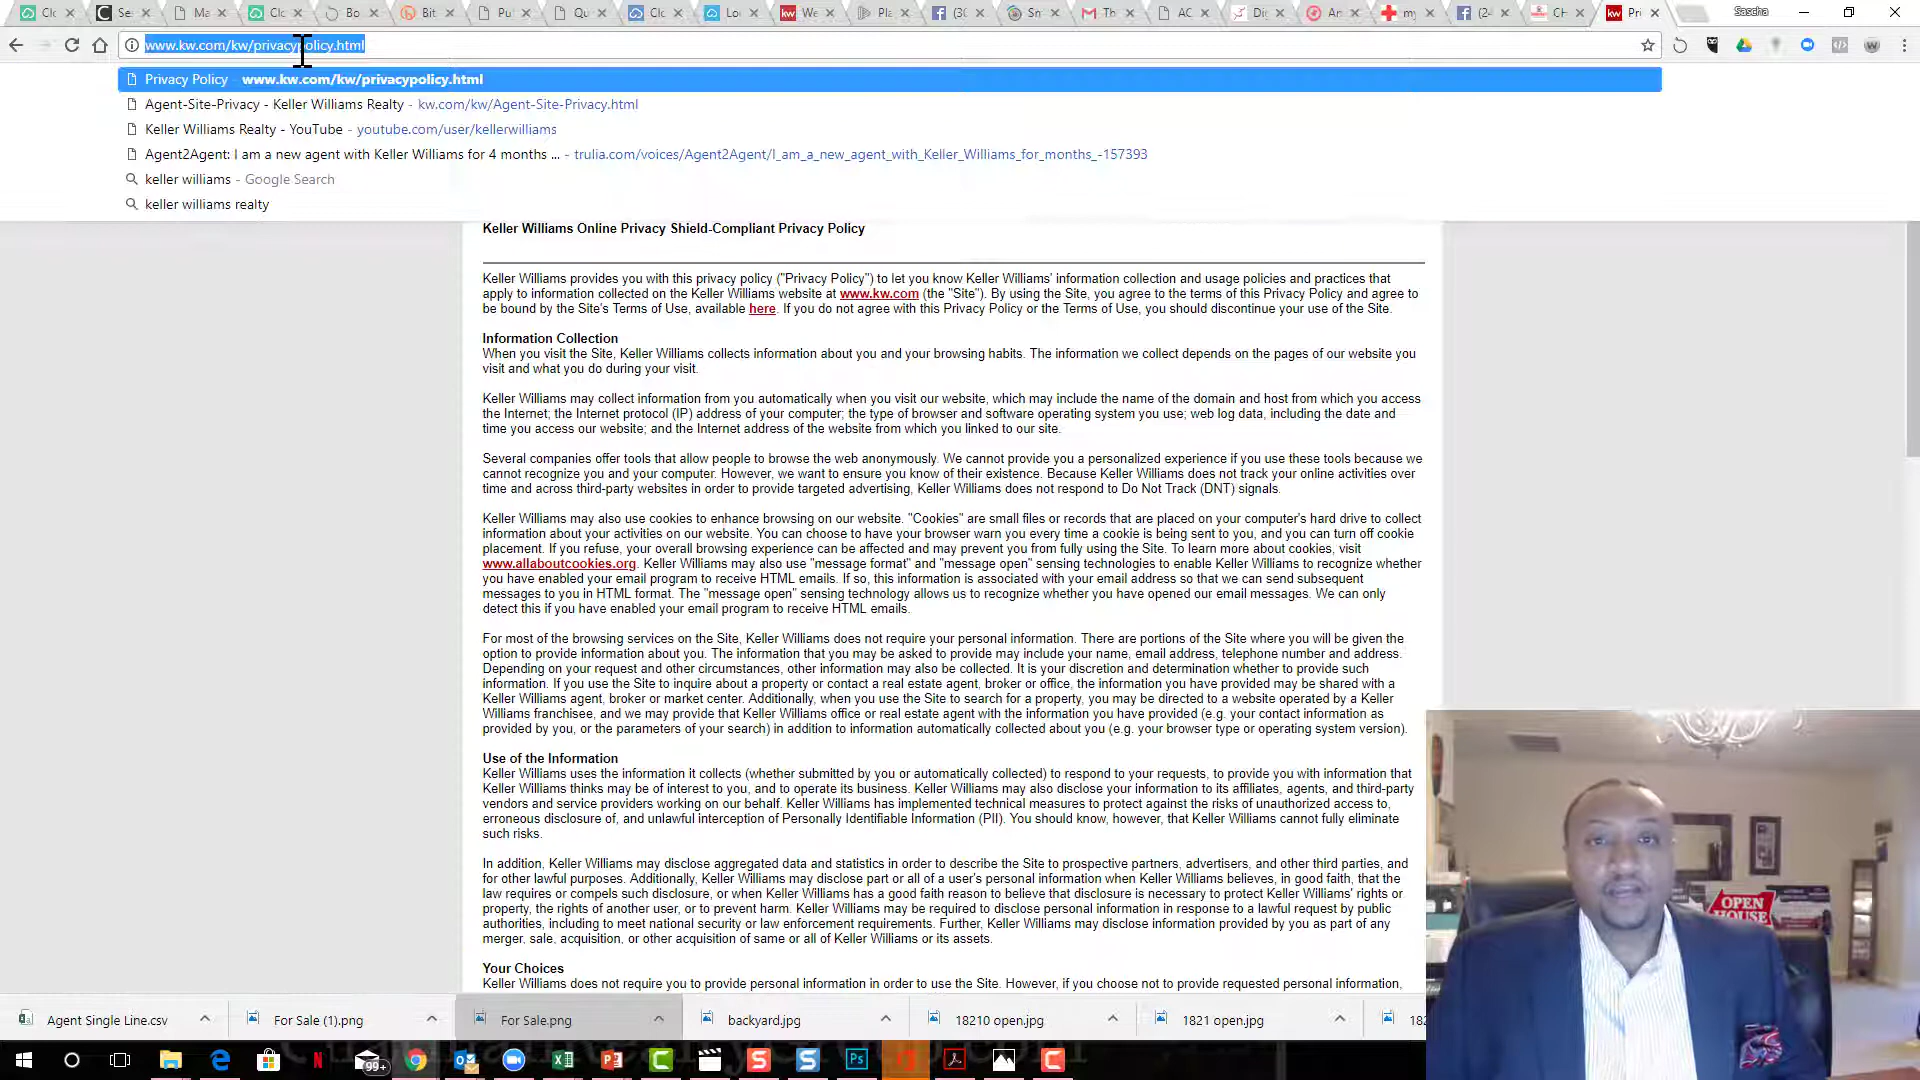 Clo
Se
Ma
Clo
Bo
Bit
Pu
Qu
Clo
Lo
We
Pla
(3(
Sn
Th
AC
Di
An
my
(2
CH
Pri
Sascha
www.kw.com/kw/privacypolicy.html
Privacy Policy - www.kw.com/kw/privacypolicy.html
Agent-Site-Privacy - Keller Williams Realty - kw.com/kw/Agent-Site-Privacy.html
Keller Williams Realty - YouTube - youtube.com/user/kellerwilliams
Agent2Agent: I am a new agent with Keller Williams for 4 months ... - trulia.com/voices/Agent2Agent/I_am_a_new_agent_with_Keller_Williams_for_months_-157393
keller williams - Google Search
keller williams realty
Keller Williams Online Privacy Shield-Compliant Privacy Policy
Keller Williams provides you with this privacy policy ("Privacy Policy") to let you know Keller Williams' information collection and usage policies and practices that
apply to information collected on the Keller Williams website at www.kw.com (the "Site"). By using the Site, you agree to the terms of this Privacy Policy and agree to
be bound by the Site's Terms of Use, available here. If you do not agree with this Privacy Policy or the Terms of Use, you should discontinue your use of the Site.
Information Collection
When you visit the Site, Keller Williams collects information about you and your browsing habits. The information we collect depends on the pages of our website you
visit and what you do during your visit.
Keller Williams may collect information from you automatically when you visit our website, which may include the name of the domain and host from which you access
the Internet; the Internet protocol (IP) address of your computer; the type of browser and software operating system you use; web log data, including the date and
time you access our website; and the Internet address of the website from which you linked to our site.
Several companies offer tools that allow people to browse the web anonymously. We cannot provide you a personalized experience if you use these tools because we
cannot recognize you and your computer. However, we want to ensure you know of their existence. Because Keller Williams does not track your online activities over
time and across third-party websites in order to provide targeted advertising, Keller Williams does not respond to Do Not Track (DNT) signals.
Keller Williams may also use cookies to enhance browsing on our website. "Cookies" are small files or records that are placed on your computer's hard drive to collect
information about your activities on our website. You can choose to have your browser warn you every time a cookie is being sent to you, and you can turn off cookie
placement. If you refuse, your overall browsing experience can be affected and may prevent you from fully using the Site. To learn more about cookies, visit
www.allaboutcookies.org. Keller Williams may also use "message format" and "message open" sensing technologies to enable Keller Williams to recognize whether
you have enabled your email program to receive HTML emails. If so, this information is associated with your email address so that we can send subsequent
messages to you in HTML format. The "message open" sensing technology allows us to recognize whether you have opened our email messages. We can only
detect this if you have enabled your email program to receive HTML emails.
For most of the browsing services on the Site, Keller Williams does not require your personal information. There are portions of the Site where you will be given the
option to provide information about you. The information that you may be asked to provide may include your name, email address, telephone number and address.
Depending on your request and other circumstances, other information may also be collected. It is your discretion and determination whether to provide such
information. If you use the Site to inquire about a property or contact a real estate agent, broker or office, the information you have provided may be shared with a
Keller Williams agent, broker or market center. Additionally, when you use the Site to search for a property, you may be directed to a website operated by a Keller
Williams franchisee, and we may provide that Keller Williams office or real estate agent with the information you have provided (e.g. your contact information as
provided by you, or the parameters of your search) in addition to information automatically collected about you (e.g. your browser type or operating system version).
Use of the Information
Keller Williams uses the information it collects (whether submitted by you or automatically collected) to respond to your requests, to provide you with information that
Keller Williams thinks may be of interest to you, and to operate its business. Keller Williams may also disclose your information to its affiliates, agents, and third-party
vendors and service providers working on our behalf. Keller Williams has implemented technical measures to protect against the risks of unauthorized access to,
erroneous disclosure of, and unlawful interception of Personally Identifiable Information (PII). You should know, however, that Keller Williams cannot fully eliminate
such risks.
In addition, Keller Williams may disclose aggregated data and statistics in order to describe the Site to prospective partners, advertisers, and other third parties, and
for other lawful purposes. Additionally, Keller Williams may disclose part or all of a user's personal information when Keller Williams believes, in good faith, that the
law requires or compels such disclosure, or when Keller Williams has a good faith reason to believe that disclosure is necessary to protect Keller Williams' rights or
property, the rights of another user, or to prevent harm. Keller Williams may be required to disclose personal information in response to a lawful request by public
authorities, including to meet national security or law enforcement requirements. Further, Keller Williams may disclose information provided by you as part of any
merger, sale, acquisition, or other acquisition of same or all of Keller Williams or its assets.
Your Choices
Keller Williams does not require you to provide personal information in order to use the Site. However, if you choose not to provide requested personal information,
OPEN
HOUSE
Agent Single Line.csv
For Sale (1).png
For Sale.png
backyard.jpg
18210 open.jpg
1821 open.jpg
182
99+